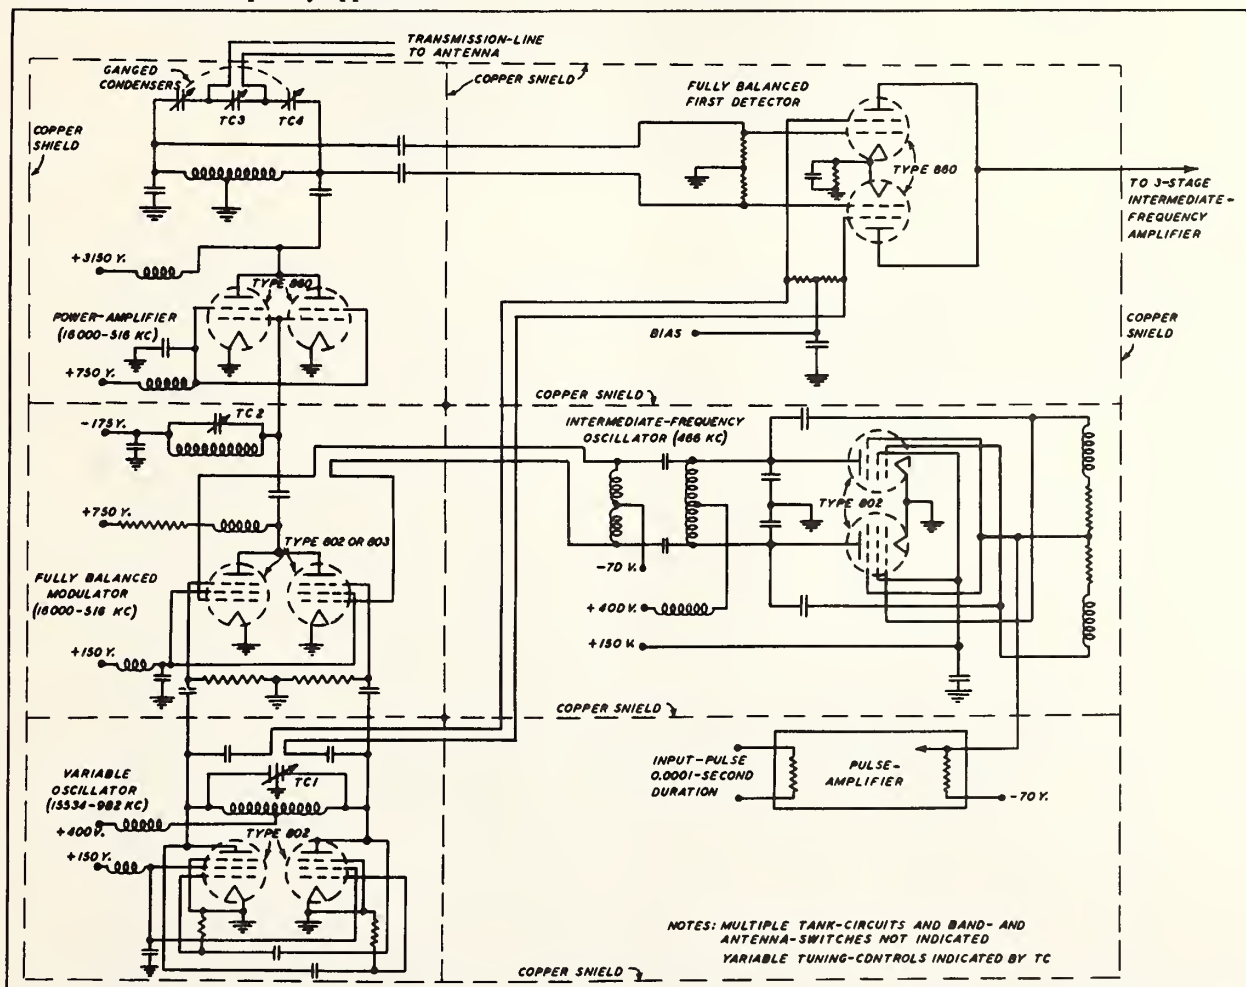 TRANSMISSION-LINE
TO ANTENNA
GANGED
CONDENSERS
COPPER SHIELD
FULLY BALANCED
FIRST DETECTOR
TC3
TC4
COPPER
SHIELD
TYPE 860
TO 3-STAGE
INTERMEDIATE-
FREQUENCY
AMPLIFIER
+3150 V.
TYPE 860
POWER-AMPLIFIER
(16000-516 KC)
BIAS
COPPER
SHIELD
+750 V.
COPPER SHIELD
-175 V.
TC 2
INTERMEDIATE-FREQUENCY
OSCILLATOR (466 KC)
TYPE 802
+750 V.
TYPE 802 OR 803
FULLY BALANCED
MODULATOR
(16000-516 KC)
-70 V.
+400 V.
+150 V.
+150 V.
COPPER SHIELD
VARIABLE
OSCILLATOR
(15534-982 KC)
TC1
INPUT-PULSE
0.0001-SECOND
DURATION
PULSE-
AMPLIFIER
-70 V.
+400 V.
TYPE 802
+150 V.
NOTES: MULTIPLE TANK-CIRCUITS AND BAND- AND
ANTENNA-SWITCHES NOT INDICATED
VARIABLE TUNING-CONTROLS INDICATED BY TC
COPPER SHIELD